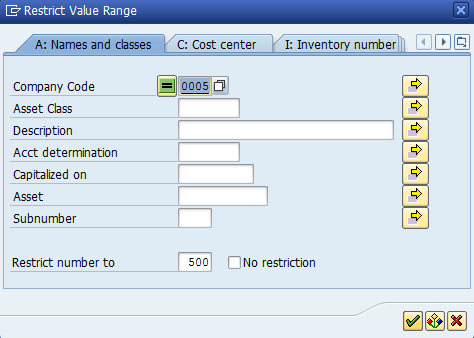 Restrict Value Range
A: Names and classes C: Cost center I: Inventory number
Company Code = 0005
Asset Class
Description
Acct determination
Capitalized on
Asset
Subnumber
Restrict number to 500 No restriction